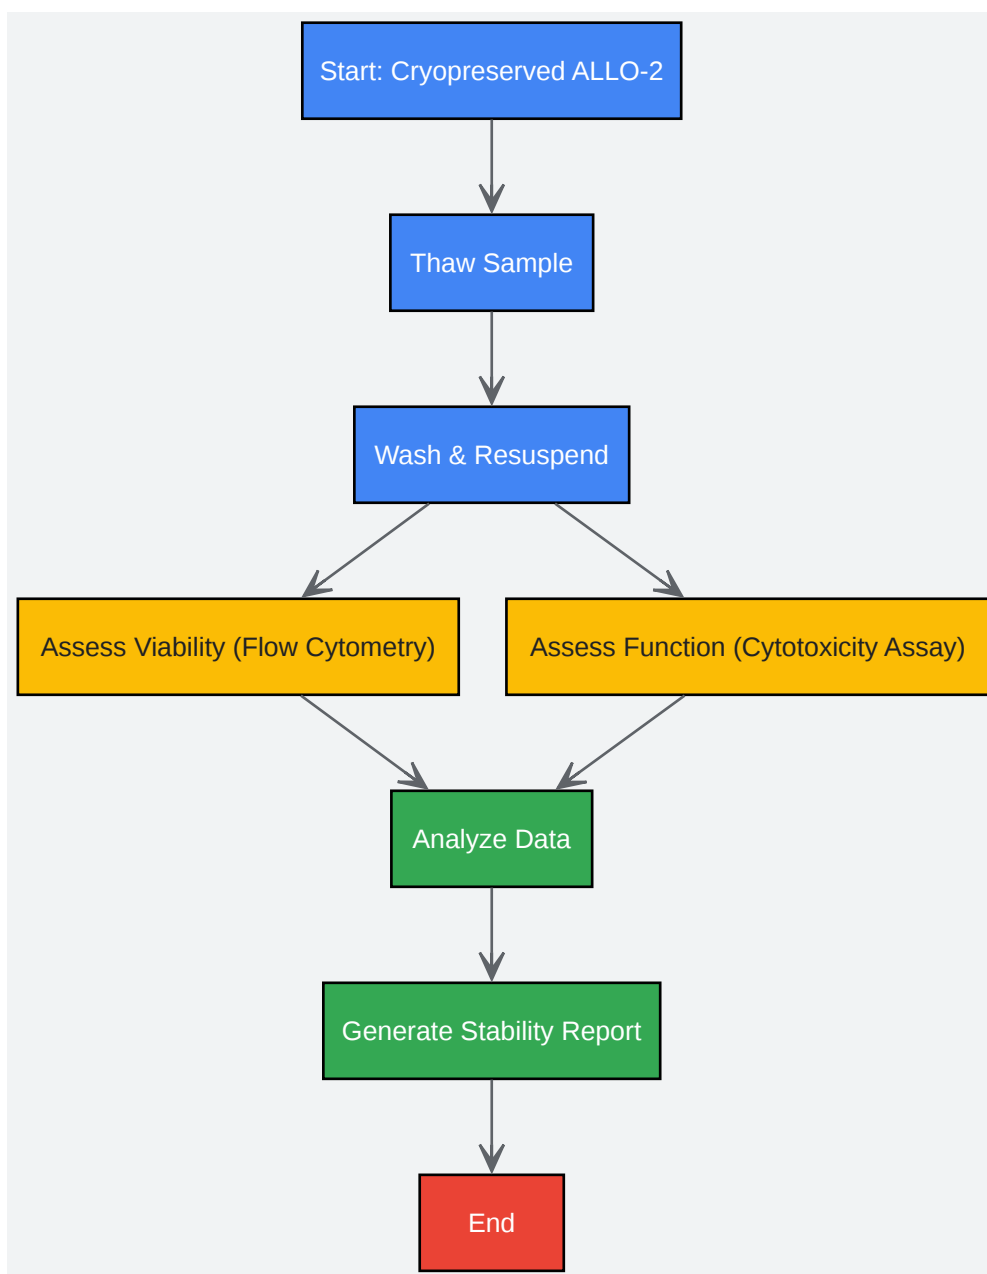 Start: Cryopreserved ALLO-2
Thaw Sample
Wash & Resuspend
Assess Viability (Flow Cytometry)
Assess Function (Cytotoxicity Assay)
Analyze Data
Generate Stability Report
End